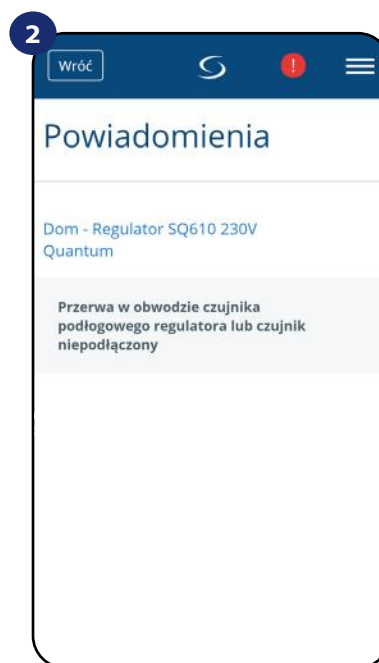 2
Wróć
Powiadomienia
Dom - Regulator SQ610 230V
Quantum
Przerwa w obwodzie czujnika
podłogowego regulatora lub czujnik
niepodłączony